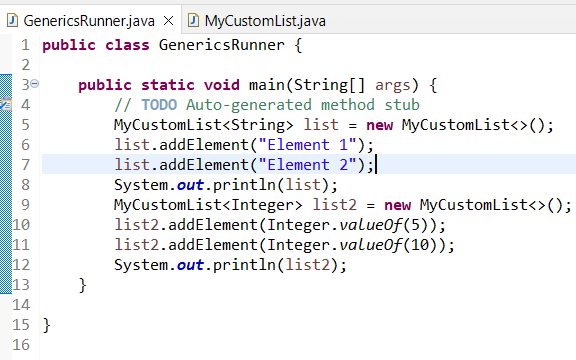 GenericsRunner.java MyCustomList.java
1 public class GenericsRunner {
2
3 public static void main(String[] args) {
4 // TODO Auto-generated method stub
5 MyCustomList<String> list = new MyCustomList<>();
6 list.addElement("Element 1");
7 list.addElement("Element 2");
8 System.out.println(list);
9 MyCustomList<Integer> list2 = new MyCustomList<>();
10 list2.addElement(Integer.valueOf(5));
11 list2.addElement(Integer.valueOf(10));
12 System.out.println(list2);
13 }
14
15 }
16